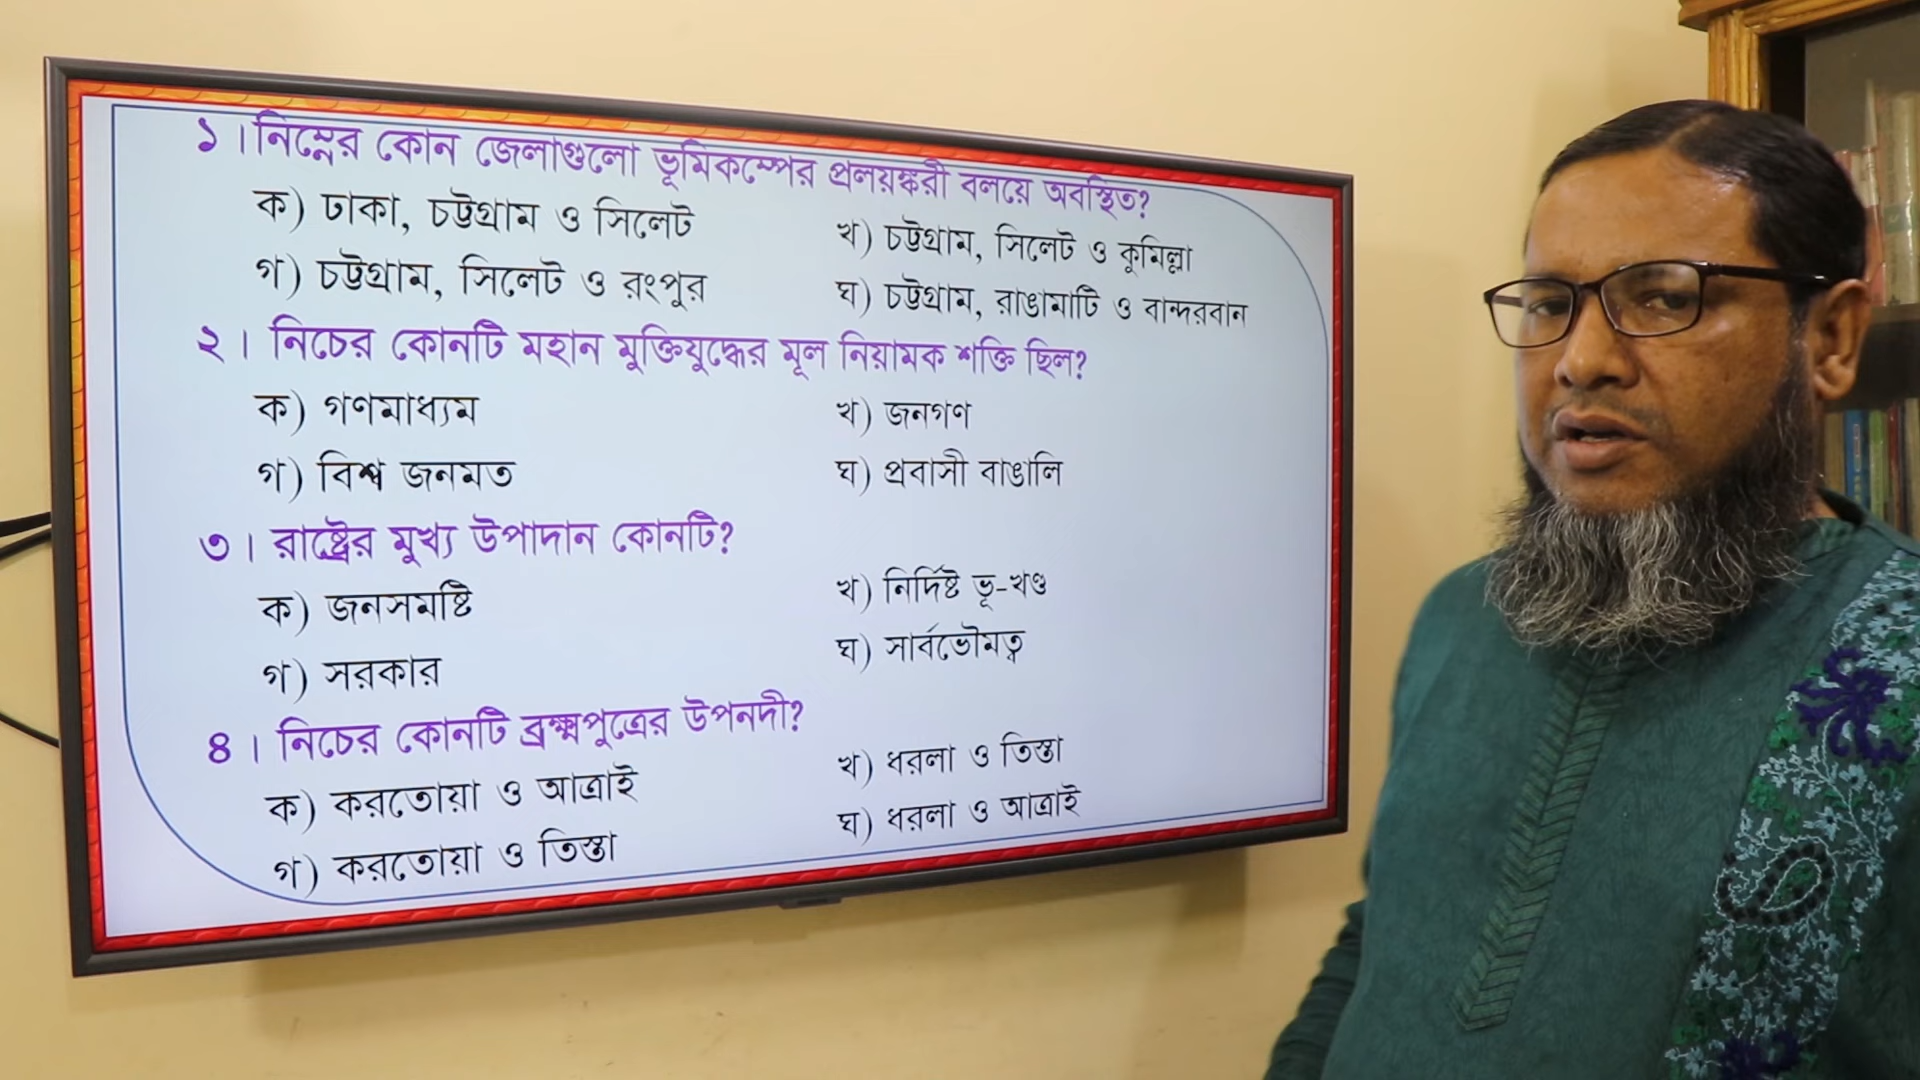 ১। নিম্নের কোন জেলাগুলো ভূমিকম্পের প্রলয়ঙ্করী বলয়ে অবস্থিত?
ক) ঢাকা, চট্টগ্রাম ও সিলেট
খ) চট্টগ্রাম, সিলেট ও কুমিল্লা
গ) চট্টগ্রাম, সিলেট ও রংপুর
ঘ) চট্টগ্রাম, রাঙামাটি ও বান্দরবান
২। নিচের কোনটি মহান মুক্তিযুদ্ধের মূল নিয়ামক শক্তি ছিল?
ক) গণমাধ্যম
খ) জনগণ
গ) বিশ্ব জনমত
ঘ) প্রবাসী বাঙালি
৩। রাষ্ট্রের মুখ্য উপাদান কোনটি?
ক) জনসমষ্টি
খ) নির্দিষ্ট ভূ-খণ্ড
গ) সরকার
ঘ) সার্বভৌমত্ব
৪। নিচের কোনটি ব্রহ্মপুত্রের উপনদী?
ক) করতোয়া ও আত্রাই
খ) ধরলা ও তিস্তা
গ) করতোয়া ও তিস্তা
ঘ) ধরলা ও আত্রাই